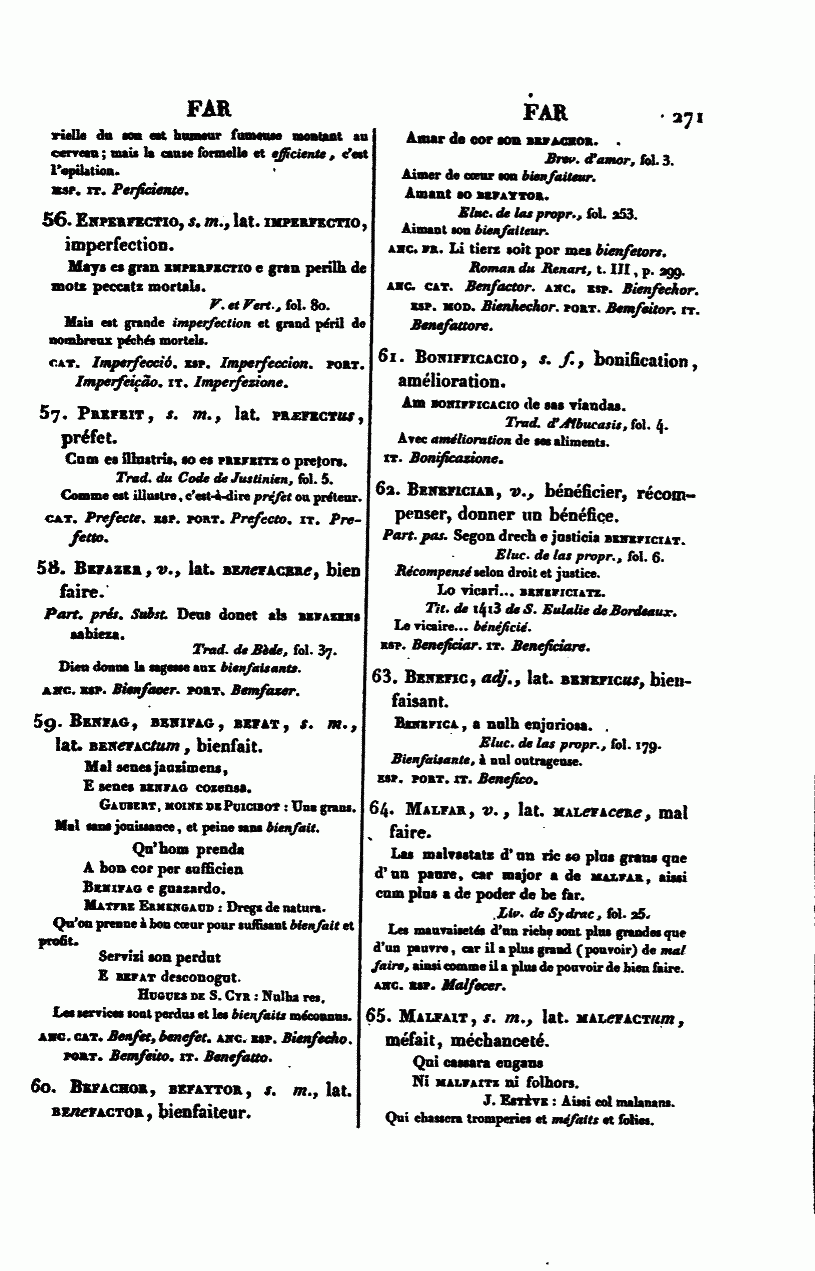 FAR
rielle du son est humeur fumeuse montant au
cerveau; mais la cause formelle et efficiente, c'est
l'epilation.
ESP. IT. Perficiente.
56. ENPERFECTIO, s. m., lat. IMPERFECTIO,
imperfection.
Mays es gran ENPERFECTIO e gran perilh de
motz peccatz mortals.
V. et Vert., fol. 80.
Mais est grande imperfection et grand péril de
nombreux péchés mortels.
CAT. Imperfecció. ESP. Imperfeccion. PORT.
Imperfeição. IT. Imperfezione.
57. PREFEIT, s. m., lat. PRÆFECTUS,
préfet.
Cum es illustris, so es PREFEITZ o pretors.
Trad. du Code de Justinien, fol. 5.
Comme est illustre, c'est-à-dire préfet ou préteur.
CAT. Prefecte. ESP. PORT. Prefecto. IT. Pre-
fetto.
58. BEFAZER, v., lat. BENEFACERE, bien
faire.
Part. prés. Subst. Deus donet als BEFAZENS
sabieza.
Trad. de Bède, fol. 37.
Dieu donna la sagesse aux bienfaisants.
ANC. ESP. Bienfacer. PORT. Bemfazer.
59. BENFAG, BENIFAG, BEFAT, s. m.,
lat. BENEFACTUM, bienfait.
Mal senes jauzimens,
E senes BENFAG cozensa.
GAUBERT, MOINE DE PUICIBOT : Una grans.
Mal sans jouissance, et peine sans bienfait.
Qu'hom prenda
A bon cor per sufficien
BENIFAG e guazardo.
MATFRE ERMENGAUD : Dregz de natura.
Qu'on prenne à bon cœur pour suffisant bienfait et
profit.
Servizi son perdut
E BEFAT desconogut.
HUGUES DE S. CYR : Nulha res.
Les services sont perdus et les bienfaits méconnus.
ANC. CAT. Benfet, benefet. ANC. ESP. Bienfecho.
PORT. Bemfeito. IT. Benefatto.
60. BEFACHOR, BEFAYTOR, s. m., lat.
BENEFACTOR, bienfaiteur.
FAR 271
Amar de cor son BEFACHOR.
Brev. d'amor, fol. 3.
Aimer de cœur son bienfaiteur.
Amant so BEFAYTOR.
Eluc. de las propr., fol. 253.
Aimant son bienfaiteur.
ANC. FR. Li tierz soit por mes bienfetors.
Roman du Renart, t. III, p. 299.
ANC. CAT. Benfactor. ANC. ESP. Bienfechor.
ESP. MOD. Bienhechor. PORT. Bemfeitor. IT.
Benefattore.
61. BONIFFICACIO, s. f., bonification,
amélioration.
Am BONIFFICACIO de sas viandas.
Trad. d'Albucasis, fol. 4.
Avec amélioration de ses aliments.
IT. Bonificazione.
62. BENEFICIAR, v., bénéficier, récom-
penser, donner un bénéfice.
Part. pas. Segon drech e justicia BENEFICIAT.
Eluc. de las propr., fol. 6.
Récompensé selon droit et justice.
Lo vicari... BENEFICIATZ.
Tit. de 1413 de S. Eulalie de Bordeaux.
Le vicaire... bénéficié.
ESP. Beneficiar. IT. Beneficiare.
63. BENEFIC, adj., lat. BENEFICUS, bien-
faisant.
BENEFICA, a nulh enjuriosa.
Eluc. de las propr., fol. 179.
Bienfaisante, à nul outrageuse.
ESP. PORT. IT. Benefico.
64. MALFAR, v., lat. MALEFACERE, mal
faire.
Las malvastatz d'un ric so plus grans que
d'un paure, car major a de MALFAR, aissi
cum plus a de poder de be far.
Liv. de Sydrac, fol. 25.
Les mauvaisetés d'un riche sont plus grandes que
d'un pauvre, car il a plus grand (pouvoir) de mal
faire, ainsi comme il a plus de pouvoir de bien faire.
ANC. ESP. Malfecer.
65. MALFAIT, s. m., lat. MALEFACTUM,
méfait, méchanceté.
Qui cassara engans
Ni MALFAITZ ni folhors.
J. ESTÈVE : Aissi col malanans.
Qui chassera tromperies et méfaits et folies.